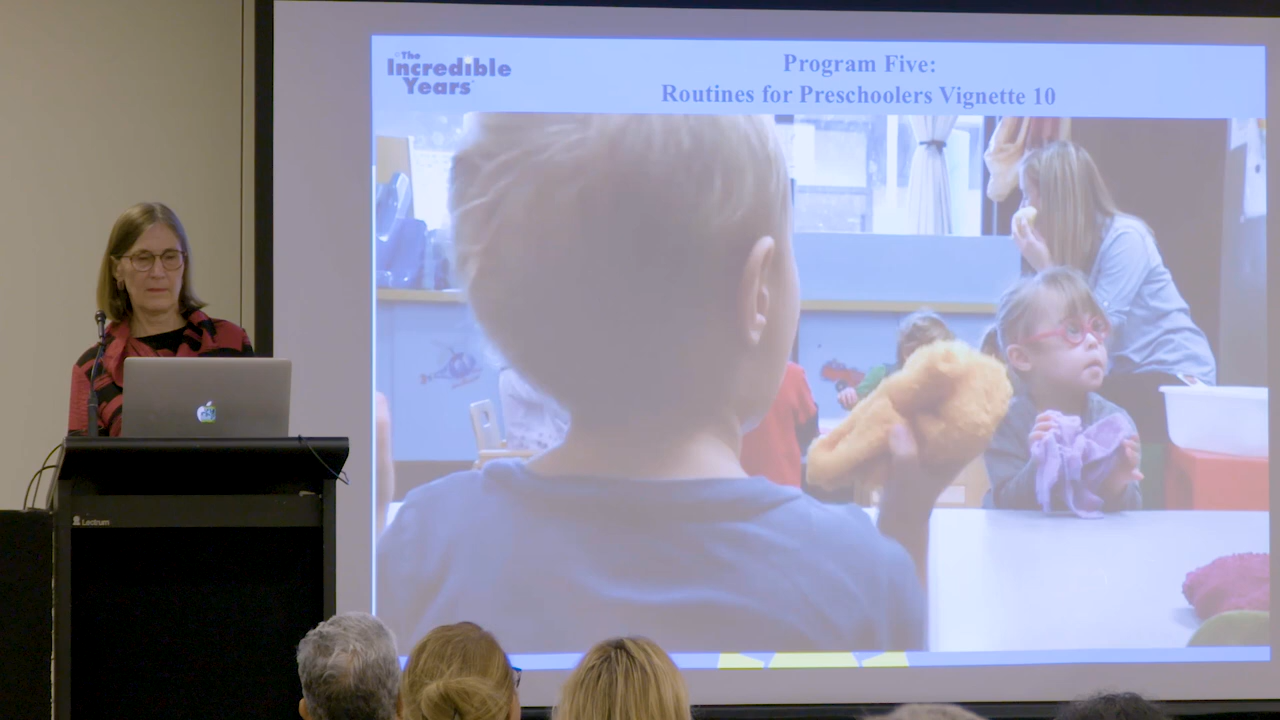 The
Incredible
Years
Program Five:
Routines for Preschoolers Vignette 10
Lectrum